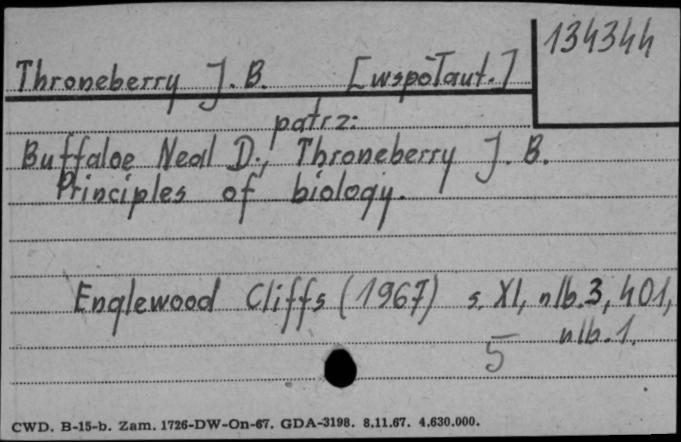 134344
Throneberry J. B. [współaut.]
patrz:
Buffaloe Neal D., Throneberry J. B.
Principles of biology.
Englewood Cliffs (1967) s. XI, nlb. 3, 401,
nlb. 1.
5
CWD. B-15-b. Zam. 1726-DW-On-67. GDA-3198. 8.11.67. 4.630.000.